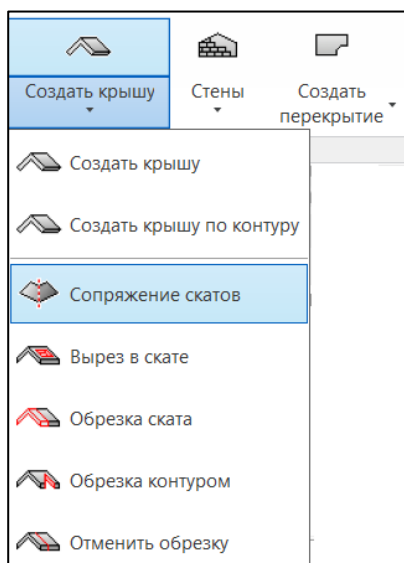 Создать крышу
Стены
Создать
перекрытие
Создать крышу
Создать крышу по контуру
Сопряжение скатов
Вырез в скате
Обрезка ската
Обрезка контуром
Отменить обрезку